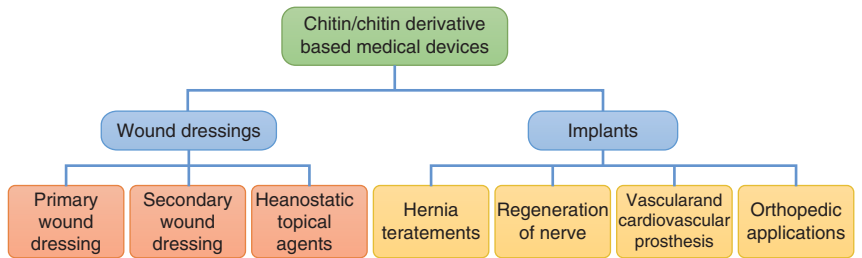 Chitin/chitin derivative
based medical devices
Wound dressings
Implants
Primary
wound
dressing
Secondary
wound
dressing
Heanostatic
topical
agents
Hernia
teratements
Regeneration
of nerve
Vascularand
cardiovascular
prosthesis
Orthopedic
applications